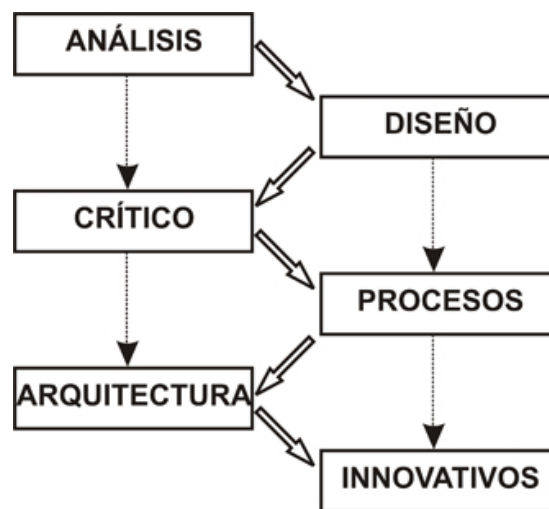 ANÁLISIS
DISEÑO
CRÍTICO
PROCESOS
ARQUITECTURA
INNOVATIVOS